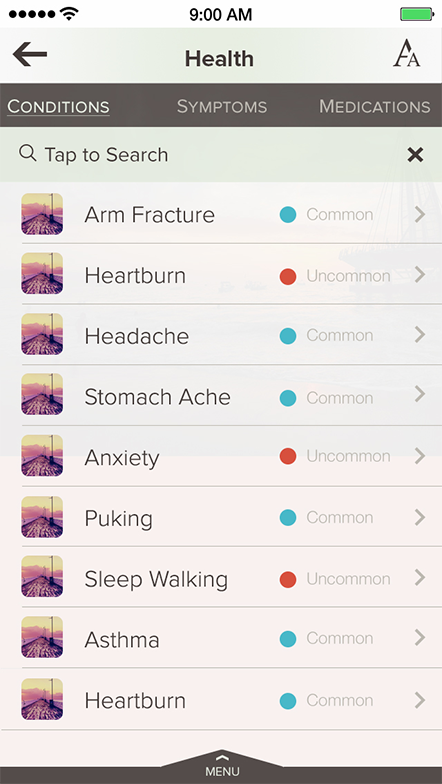 9:00 AM
Health
AA
CONDITIONS SYMPTOMS MEDICATIONS
Tap to Search
Arm Fracture Common
Heartburn Uncommon
Headache Common
Stomach Ache Common
Anxiety Uncommon
Puking Common
Sleep Walking Uncommon
Asthma Common
Heartburn Common
MENU